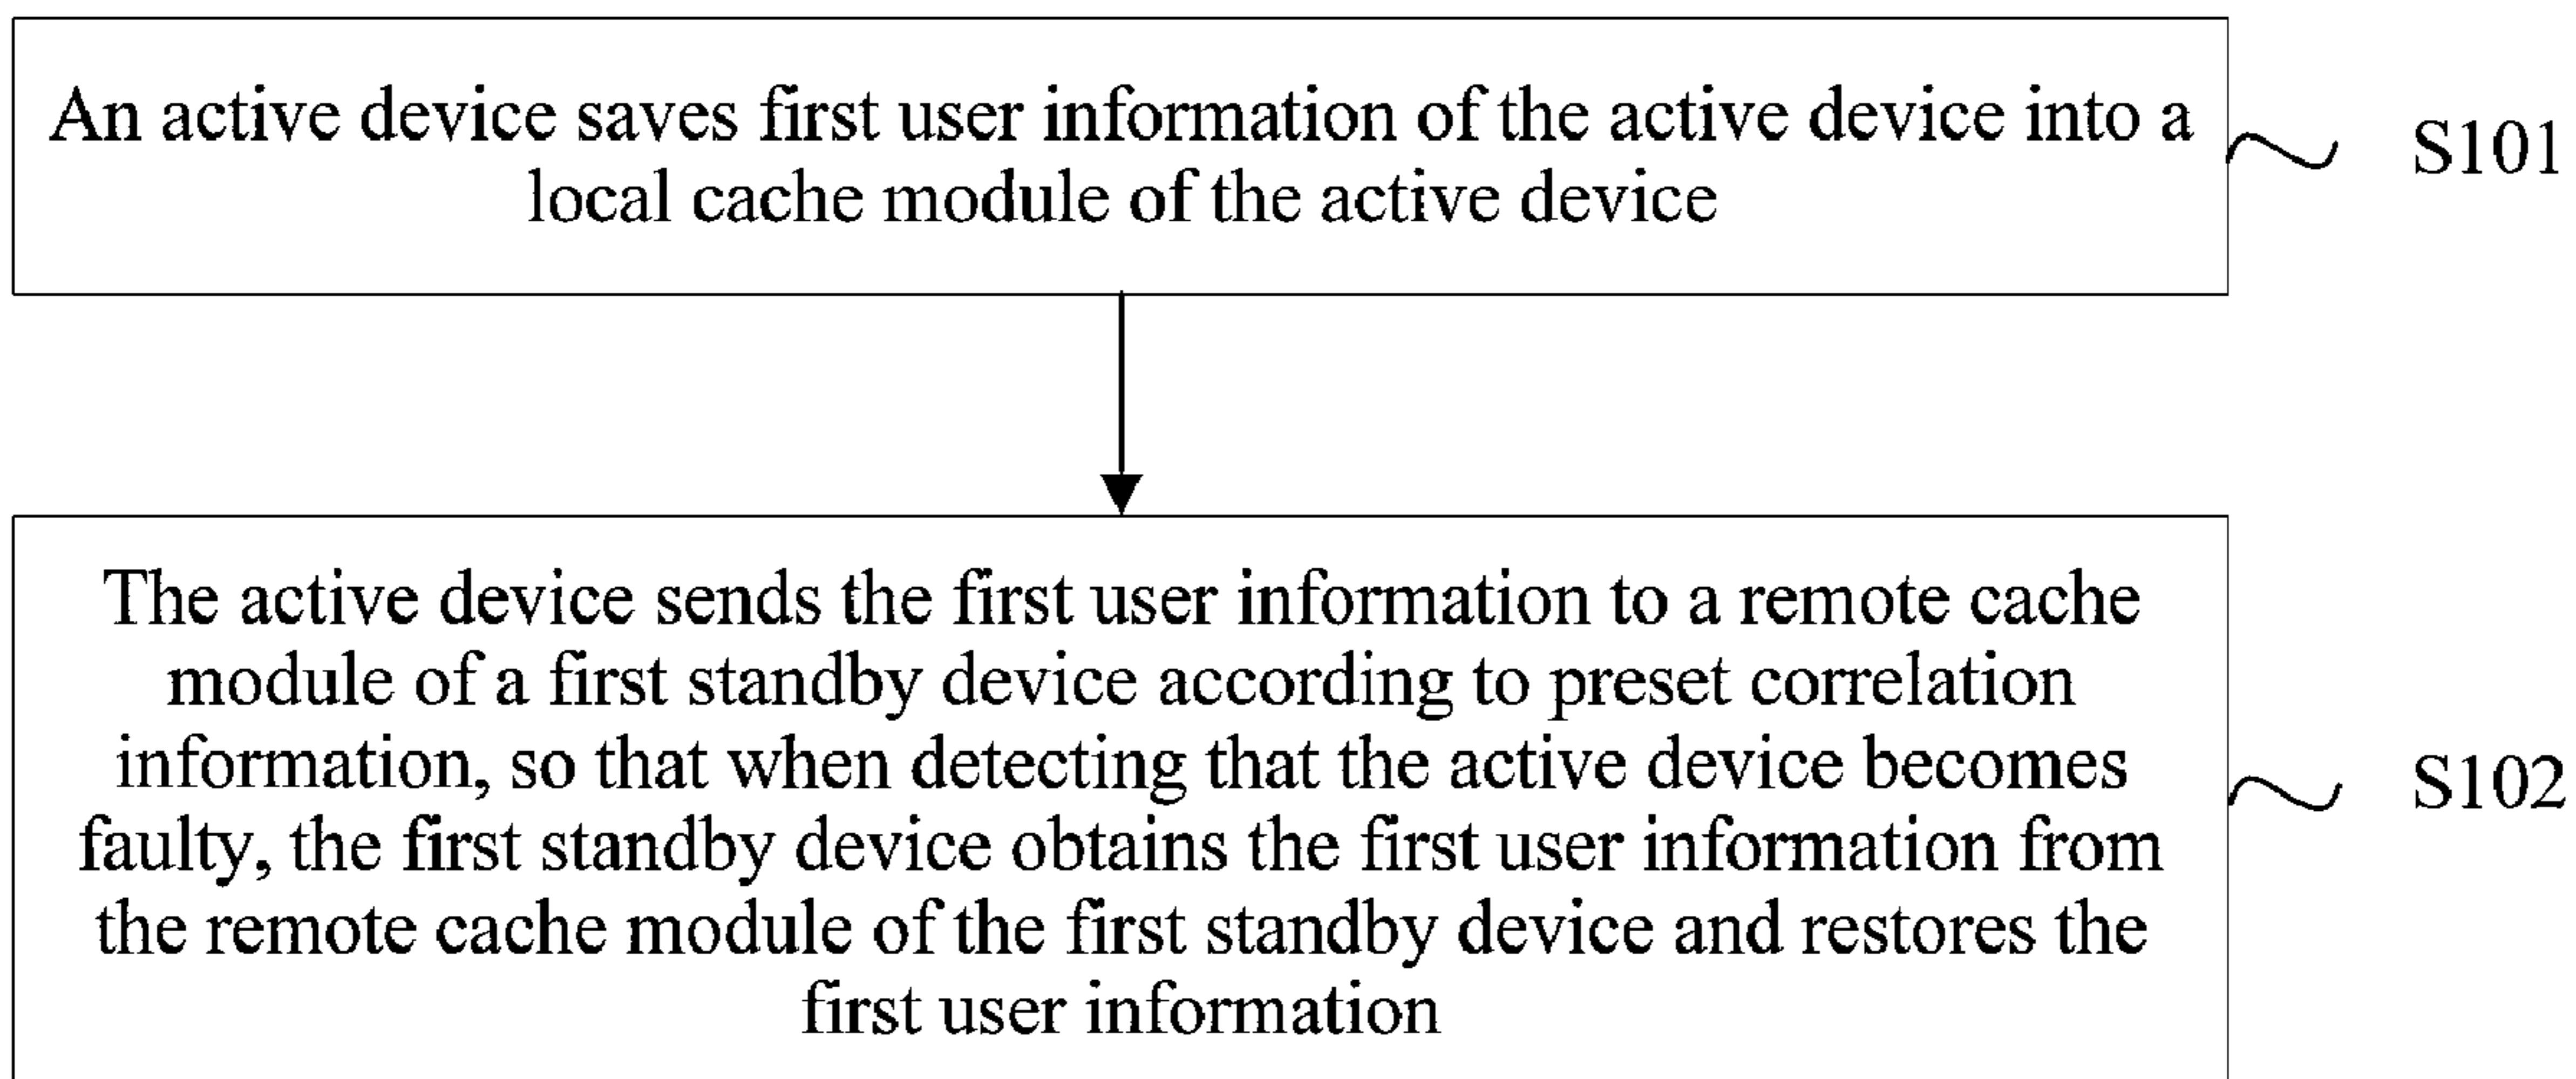 An active device saves first user information of the active device into a
local cache module of the active device
S101
The active device sends the first user information to a remote cache
module of a first standby device according to preset correlation
information, so that when detecting that the active device becomes
faulty, the first standby device obtains the first user information from
the remote cache module of the first standby device and restores the
first user information
S102